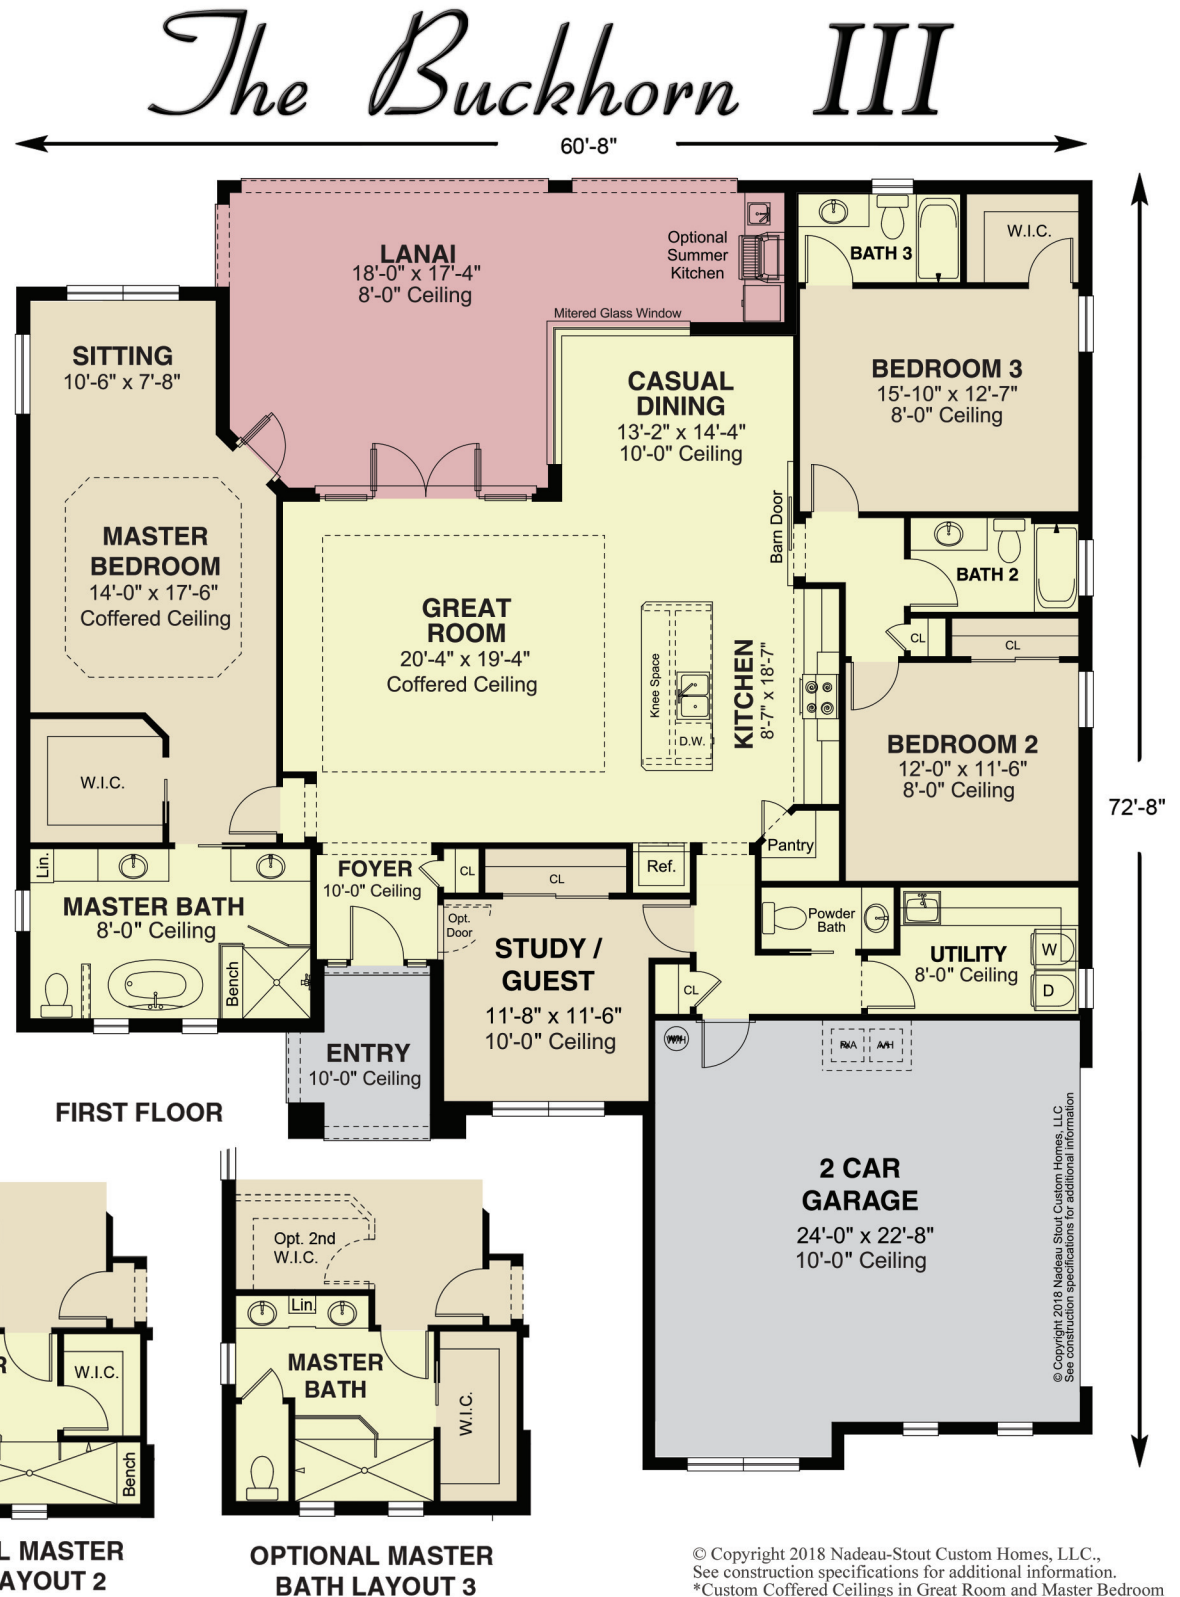 The Buckhorn III
60'-8"
LANAI
18'-0" x 17'-4"
8'-0" Ceiling
Optional
Summer
Kitchen
Mitered Glass Window
BATH 3
W.I.C.
SITTING
10'-6" x 7'-8"
CASUAL
DINING
13'-2" x 14'-4"
10'-0" Ceiling
BEDROOM 3
15'-10" x 12'-7"
8'-0" Ceiling
Barn Door
MASTER
BEDROOM
14'-0" x 17'-6"
Coffered Ceiling
BATH 2
GREAT
ROOM
20'-4" x 19'-4"
Coffered Ceiling
Knee Space
D.W.
KITCHEN
8'-7" x 18'-7"
CL
CL
BEDROOM 2
12'-0" x 11'-6"
8'-0" Ceiling
72'-8"
W.I.C.
Pantry
Lin.
FOYER
10'-0" Ceiling
CL
CL
Ref.
MASTER BATH
8'-0" Ceiling
Bench
Opt.
Door
STUDY /
GUEST
11'-8" x 11'-6"
10'-0" Ceiling
Powder
Bath
UTILITY
8'-0" Ceiling
W
D
CL
ENTRY
10'-0" Ceiling
WH
R/A
A/H
FIRST FLOOR
2 CAR
GARAGE
24'-0" x 22'-8"
10'-0" Ceiling
© Copyright 2018 Nadeau Stout Custom Homes, LLC
See construction specifications for additional information
R
W.I.C.
Bench
L MASTER
AYOUT 2
Opt. 2nd
W.I.C.
Lin.
MASTER
BATH
W.I.C.
OPTIONAL MASTER
BATH LAYOUT 3
© Copyright 2018 Nadeau-Stout Custom Homes, LLC.,
See construction specifications for additional information.
*Custom Coffered Ceilings in Great Room and Master Bedroom